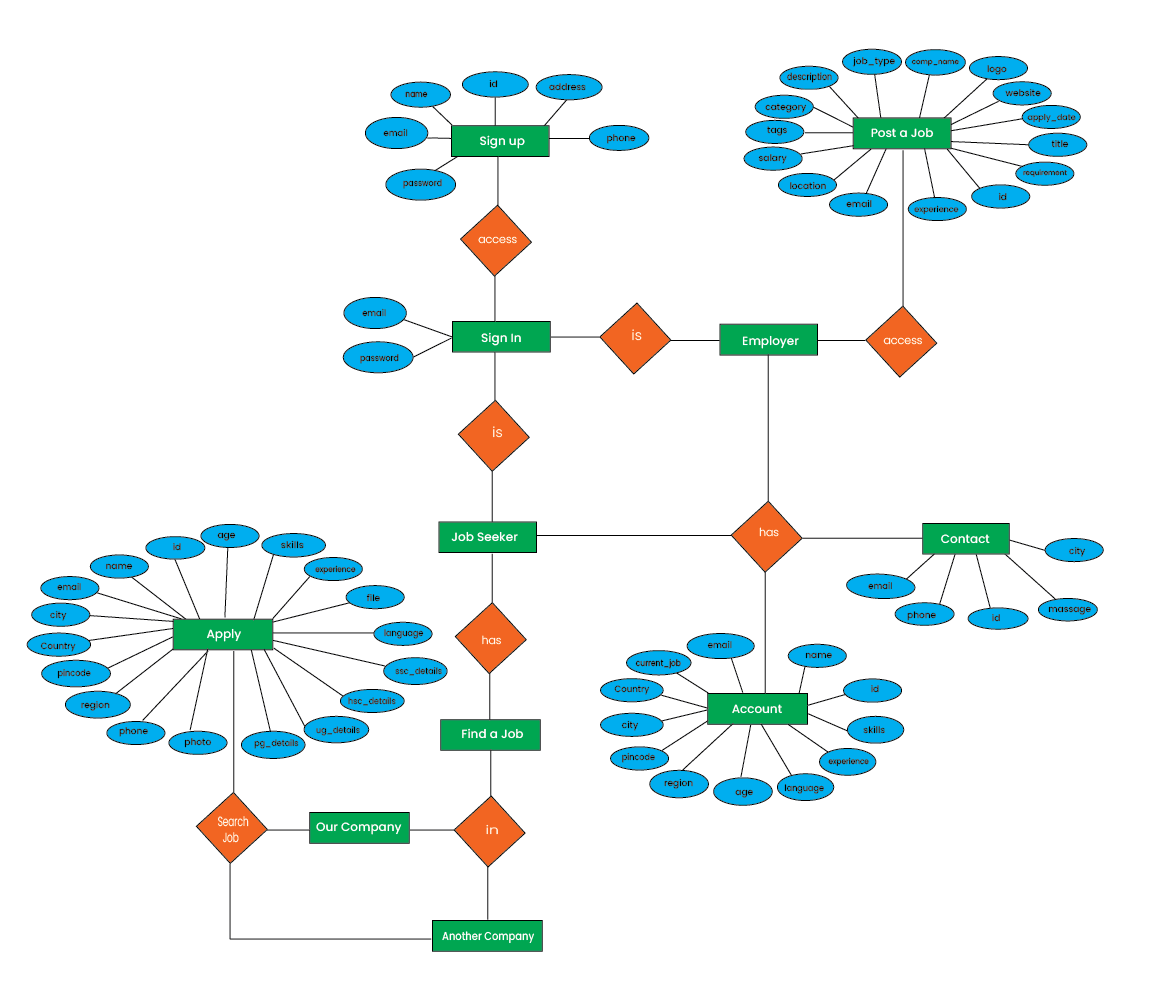 job_type
comp_name
logo
description
website
category
apply_date
tags
Post a Job
title
salary
requirement
location
id
email
experience
id
name
address
email
Sign up
phone
password
access
email
Sign In
is
Employer
access
password
is
Job Seeker
has
Contact
city
email
phone
id
massage
age
id
skills
name
experience
email
file
city
Apply
language
Country
ssc_details
pincode
hsc_details
region
ug_details
phone
photo
pg_details
has
Find a Job
email
name
current_job
Country
id
city
Account
skills
pincode
experience
region
age
language
Search
Job
Our Company
in
Another Company